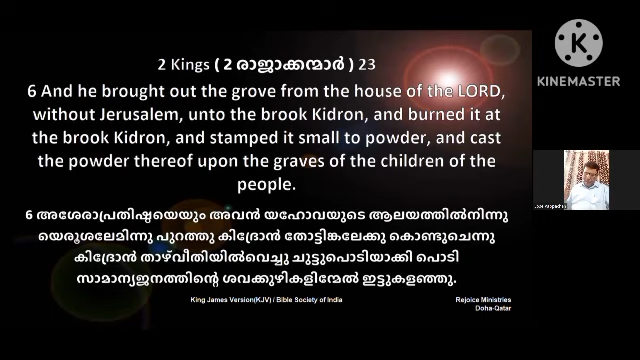 2 Kings ( 2 രാജാക്കന്മാർ ) 23
6 And he brought out the grove from the house of the LORD,
without Jerusalem, unto the brook Kidron, and burned it at
the brook Kidron, and stamped it small to powder, and cast
the powder thereof upon the graves of the children of the
people.
6 അശേരാപ്രതിഷ്ഠയെയും അവൻ യഹോവയുടെ ആലയത്തിൽനിന്നു
യെരൂശലേമിന്നു പുറത്തു കിദ്രോൻ തോട്ടിങ്കലേക്കു കൊണ്ടുചെന്നു
കിദ്രോൻ താഴ്‌വീതിയിൽവെച്ചു ചുട്ടുപൊടിയാക്കി പൊടി
സാമാന്യജനത്തിന്റെ ശവക്കുഴികളിന്മേൽ ഇട്ടുകളഞ്ഞു.
King James Version(KJV) / Bible Society of India
Rejoice Ministries
Doha-Qatar
KINEMASTER